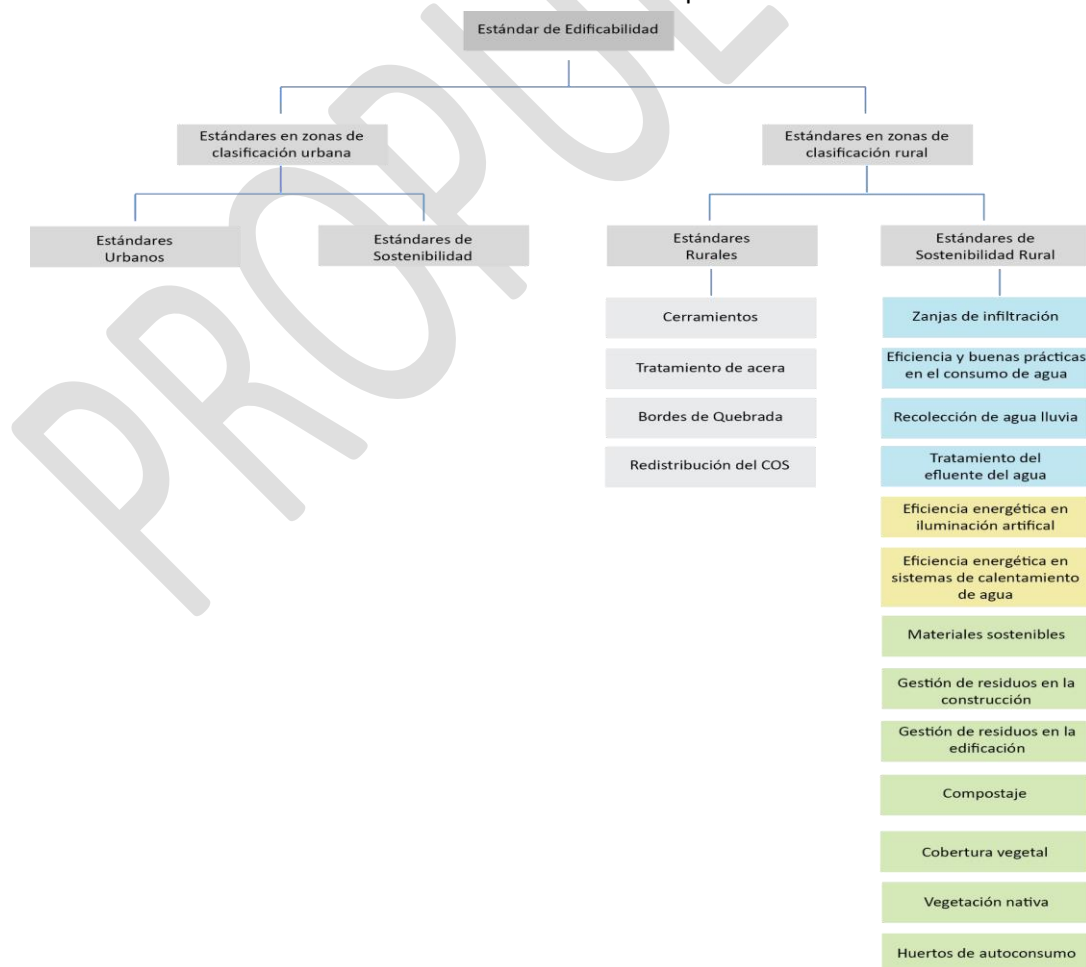 Estándar de Edificabilidad
Estándares en zonas de
clasificación urbana
Estándares en zonas de
clasificación rural
Estándares
Urbanos
Estándares de
Sostenibilidad
Estándares
Rurales
Estándares de
Sostenibilidad Rural
Cerramientos
Tratamiento de acera
Bordes de Quebrada
Redistribución del COS
Zanjas de infiltración
Eficiencia y buenas prácticas
en el consumo de agua
Recolección de agua lluvia
Tratamiento del
efluente del agua
Eficiencia energética en
iluminación artifical
Eficiencia energética en
sistemas de calentamiento
de agua
Materiales sostenibles
Gestión de residuos en la
construcción
Gestión de residuos en la
edificación
Compostaje
Cobertura vegetal
Vegetación nativa
Huertos de autoconsumo
PROPUE